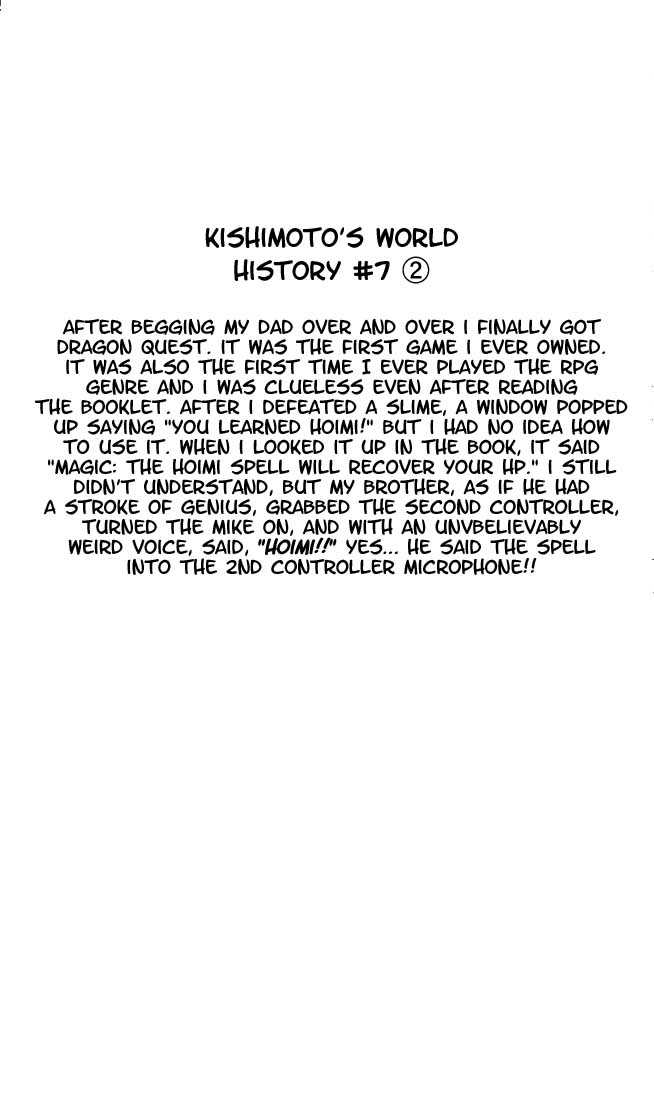 KISHIMOTO'S WORLD
HISTORY #7 ②
AFTER BEGGING MY DAD OVER AND OVER I FINALLY GOT
DRAGON QUEST. IT WAS THE FIRST GAME I EVER OWNED.
IT WAS ALSO THE FIRST TIME I EVER PLAYED THE RPG
GENRE AND I WAS CLUELESS EVEN AFTER READING
THE BOOKLET. AFTER I DEFEATED A SLIME, A WINDOW POPPED
UP SAYING "YOU LEARNED HOIMI!" BUT I HAD NO IDEA HOW
TO USE IT. WHEN I LOOKED IT UP IN THE BOOK, IT SAID
"MAGIC: THE HOIMI SPELL WILL RECOVER YOUR HP." I STILL
DIDN'T UNDERSTAND, BUT MY BROTHER, AS IF HE HAD
A STROKE OF GENIUS, GRABBED THE SECOND CONTROLLER,
TURNED THE MIKE ON, AND WITH AN UNVBELIEVABLY
WEIRD VOICE, SAID, "HOIMI!!" YES... HE SAID THE SPELL
INTO THE 2ND CONTROLLER MICROPHONE!!